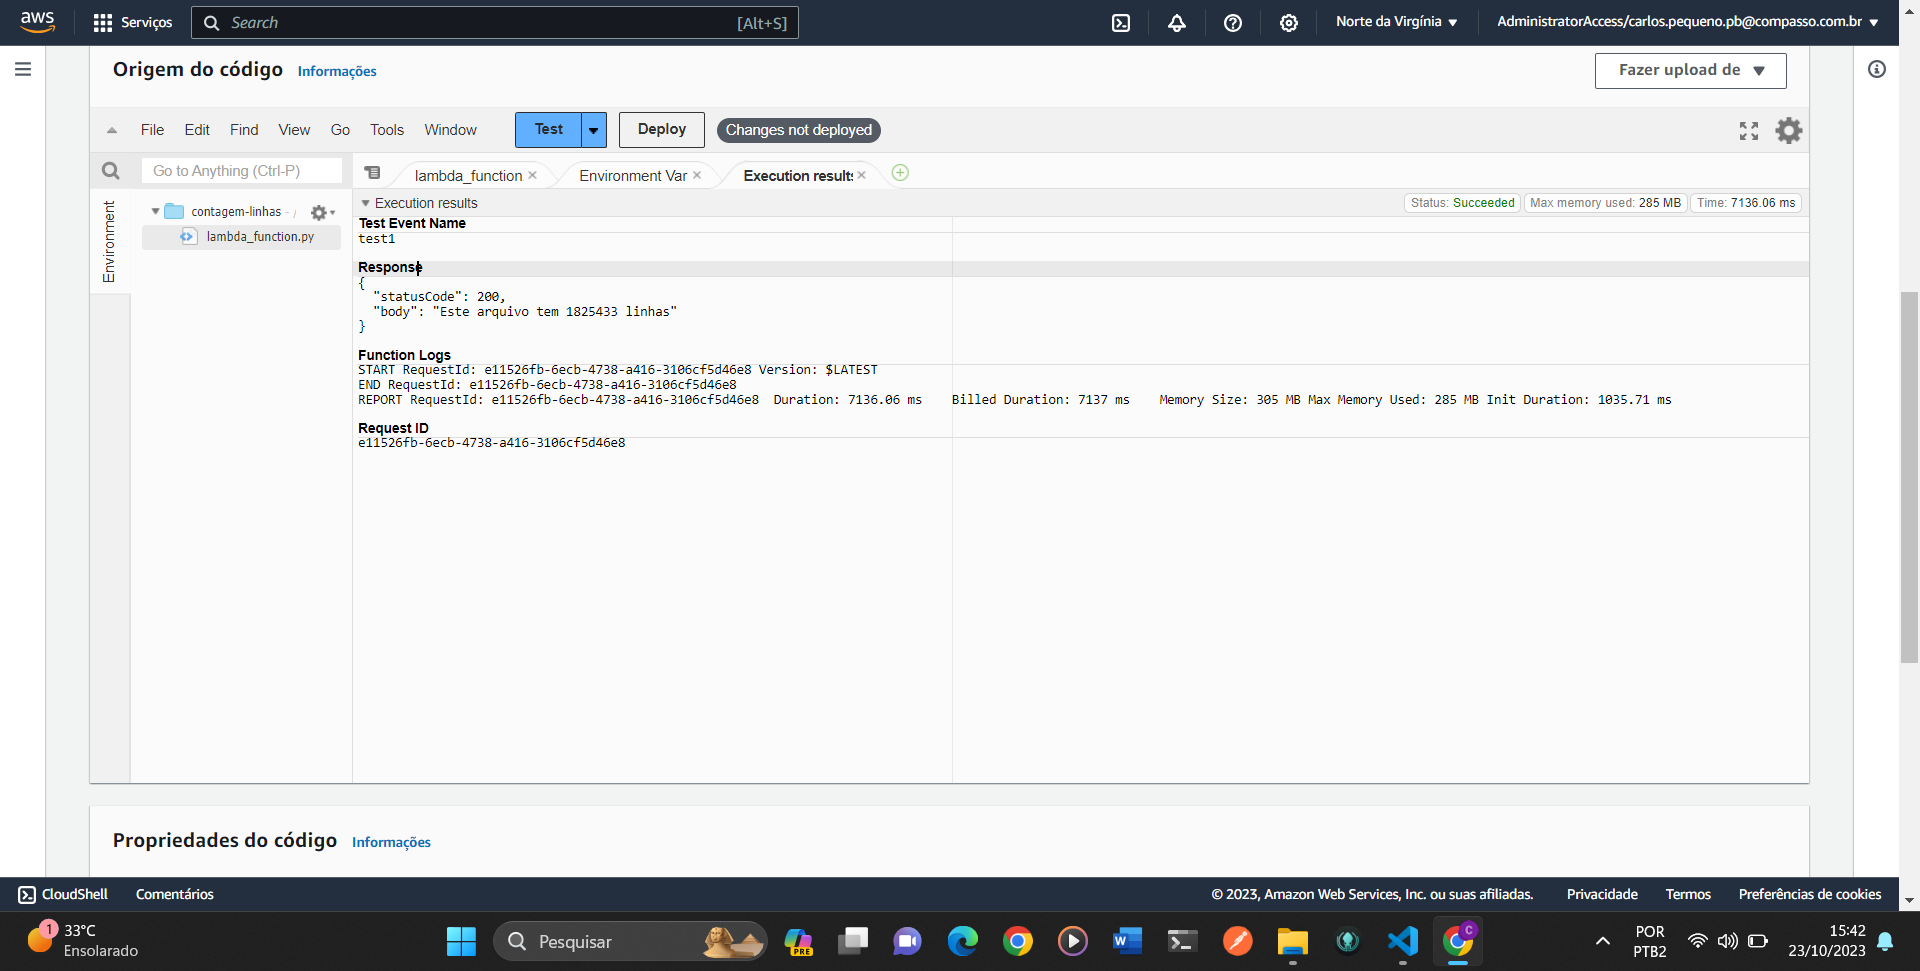 aws
Serviços
Search
[Alt+S]
Norte da Virgínia
AdministratorAccess/carlos.pequeno.pb@compasso.com.br
Origem do código
Informações
Fazer upload de
File
Edit
Find
View
Go
Tools
Window
Test
Deploy
Changes not deployed
Go to Anything (Ctrl-P)
lambda_function
Environment Var
Execution results
Environment
contagem-linhas - /
lambda_function.py
Execution results
Status: Succeeded
Max memory used: 285 MB
Time: 7136.06 ms
Test Event Name
test1
Response
{
"statusCode": 200,
"body": "Este arquivo tem 1825433 linhas"
}
Function Logs
START RequestId: e11526fb-6ecb-4738-a416-3106cf5d46e8 Version: $LATEST
END RequestId: e11526fb-6ecb-4738-a416-3106cf5d46e8
REPORT RequestId: e11526fb-6ecb-4738-a416-3106cf5d46e8 Duration: 7136.06 ms Billed Duration: 7137 ms Memory Size: 305 MB Max Memory Used: 285 MB Init Duration: 1035.71 ms
Request ID
e11526fb-6ecb-4738-a416-3106cf5d46e8
Propriedades do código
Informações
CloudShell
Comentários
© 2023, Amazon Web Services, Inc. ou suas afiliadas.
Privacidade
Termos
Preferências de cookies
1
33°C
Ensolarado
Pesquisar
PRE
W
C
POR
PTB2
15:42
23/10/2023